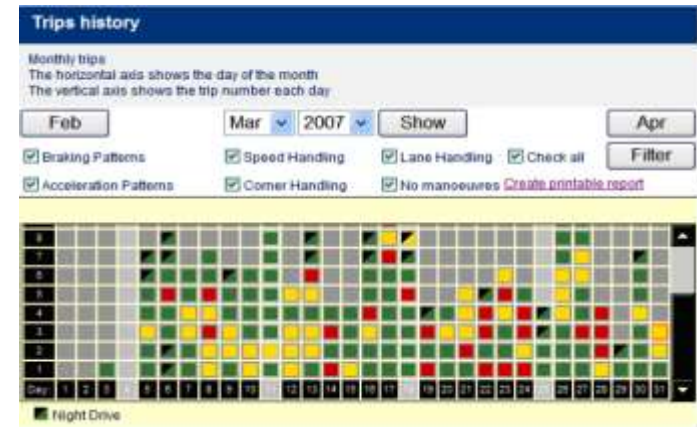 Trips history
Monthly trips
The horizontal axis shows the day of the month
The vertical axis shows the trip number each day
Feb Mar 2007 Show Apr
Braking Patterns Speed Handling Lane Handling Check all Filter
Acceleration Patterns Corner Handling No manoeuvres Create printable report
8
7
6
5
4
3
2
1
Day 1 2 3 5 6 7 8 9 10 12 13 14 15 16 17 19 20 21 22 23 24 26 27 28 29 30 31
Night Drive